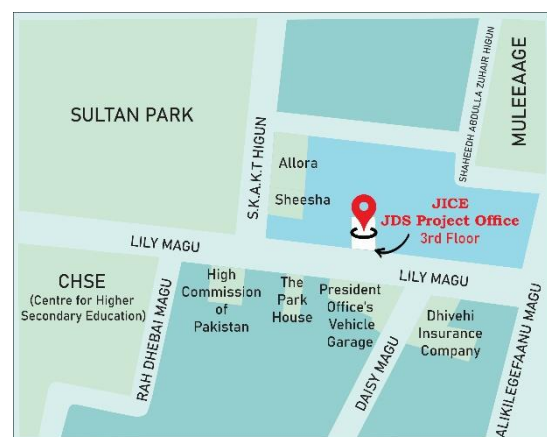 SULTAN PARK
S.K.A.K.T HIGUN
Allora
Sheesha
SHAHEEDH ABDULLA ZUHAIR HIGUN
MULEEAAGE
JICE
JDS Project Office
3rd Floor
LILY MAGU
LILY MAGU
CHSE
(Centre for Higher
Secondary Education)
RAH DHEBAI MAGU
High
Commission
of
Pakistan
The
Park
House
President
Office's
Vehicle
Garage
DAISY MAGU
Dhivehi
Insurance
Company
ALIKILEGEFAANU MAGU